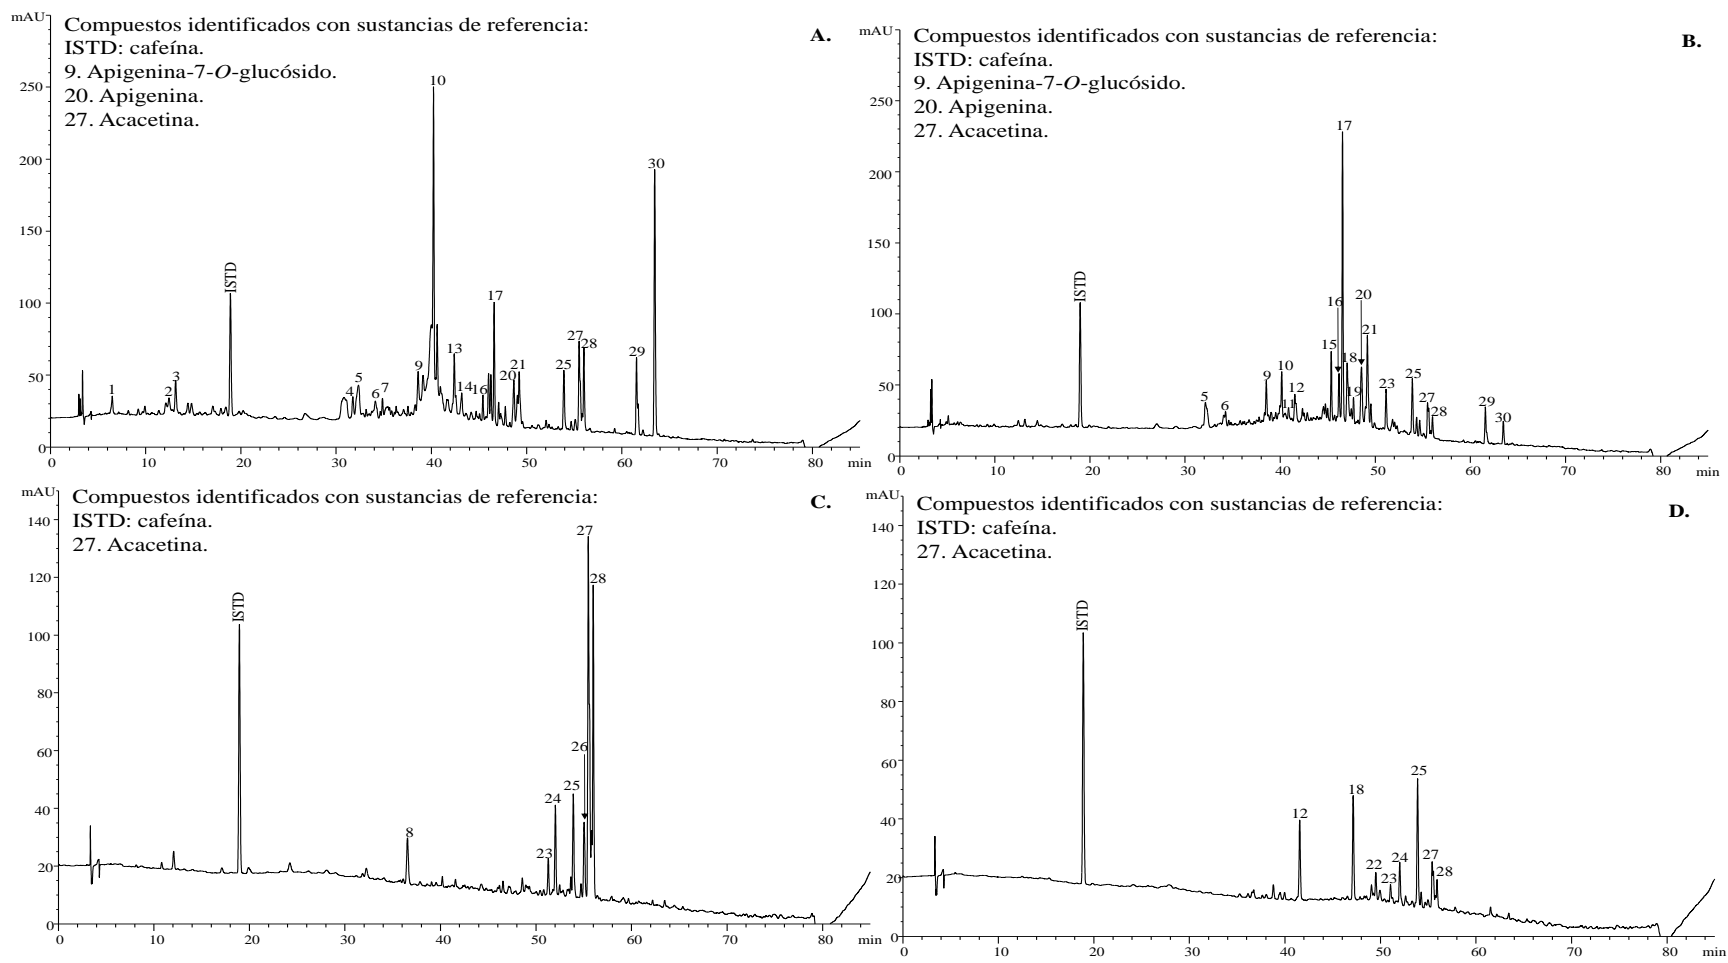 mAU
Compuestos identificados con sustancias de referencia:
ISTD: cafeína.
9. Apigenina-7-O-glucósido.
20. Apigenina.
27. Acacetina.
A.
250
200
150
100
50
0
ISTD
1
2
3
4
5
6
7
9
10
13
14
16
17
20
21
25
27
28
29
30
0 10 20 30 40 50 60 70 80 min
mAU
Compuestos identificados con sustancias de referencia:
ISTD: cafeína.
9. Apigenina-7-O-glucósido.
20. Apigenina.
27. Acacetina.
B.
250
200
150
100
50
0
ISTD
5
6
9
10
12
15
16
17
18
20
21
23
25
27
28
29
30
0 10 20 30 40 50 60 70 80 min
mAU
Compuestos identificados con sustancias de referencia:
ISTD: cafeína.
27. Acacetina.
C.
140
120
100
80
60
40
20
0
ISTD
8
23
24
25
26
27
28
0 10 20 30 40 50 60 70 80 min
mAU
Compuestos identificados con sustancias de referencia:
ISTD: cafeína.
27. Acacetina.
D.
140
120
100
80
60
40
20
0
ISTD
12
18
22
23
24
25
27
28
0 10 20 30 40 50 60 70 80 min